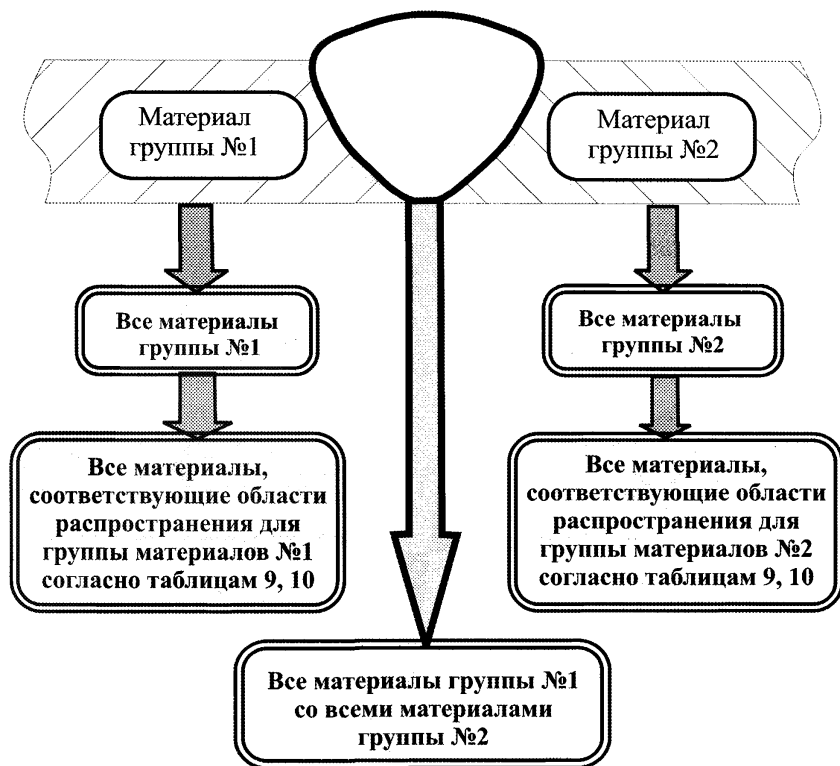 Материал
группы №1
Материал
группы №2
Все материалы
группы №1
Все материалы
группы №2
Все материалы,
соответствующие области
распространения для
группы материалов №1
согласно таблицам 9, 10
Все материалы,
соответствующие области
распространения для
группы материалов №2
согласно таблицам 9, 10
Все материалы группы №1
со всеми материалами
группы №2